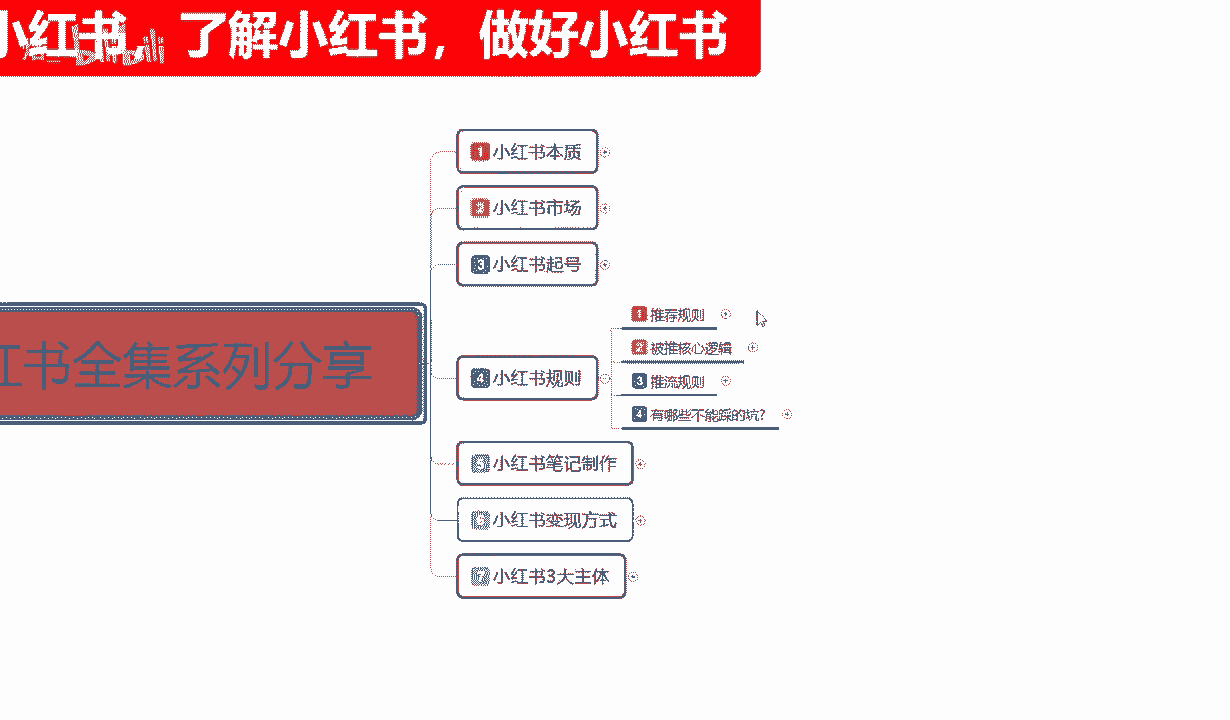 小红书，了解小红书，做好小红书
1 小红书本质
2 小红书市场
3 小红书起号
1 推荐规则
2 被推核心逻辑
红书全集系列分享
4 小红书规则
3 推流规则
4 有哪些不能踩的坑?
5 小红书笔记制作
6 小红书变现方式
7 小红书3大主体